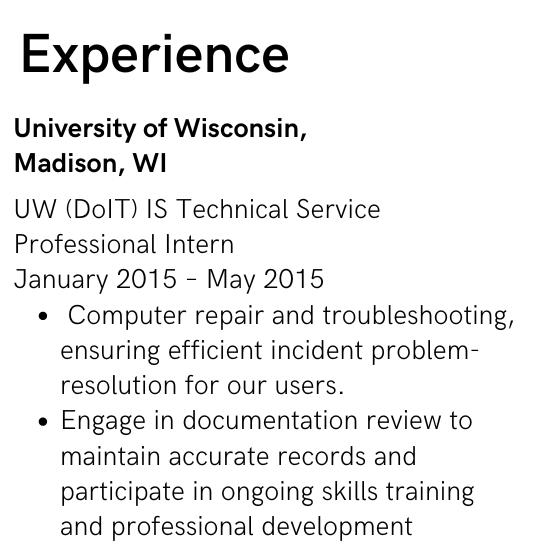 Experience
University of Wisconsin,
Madison, WI
UW (DoIT) IS Technical Service
Professional Intern
January 2015 – May 2015
• Computer repair and troubleshooting,
ensuring efficient incident problem-
resolution for our users.
• Engage in documentation review to
maintain accurate records and
participate in ongoing skills training
and professional development